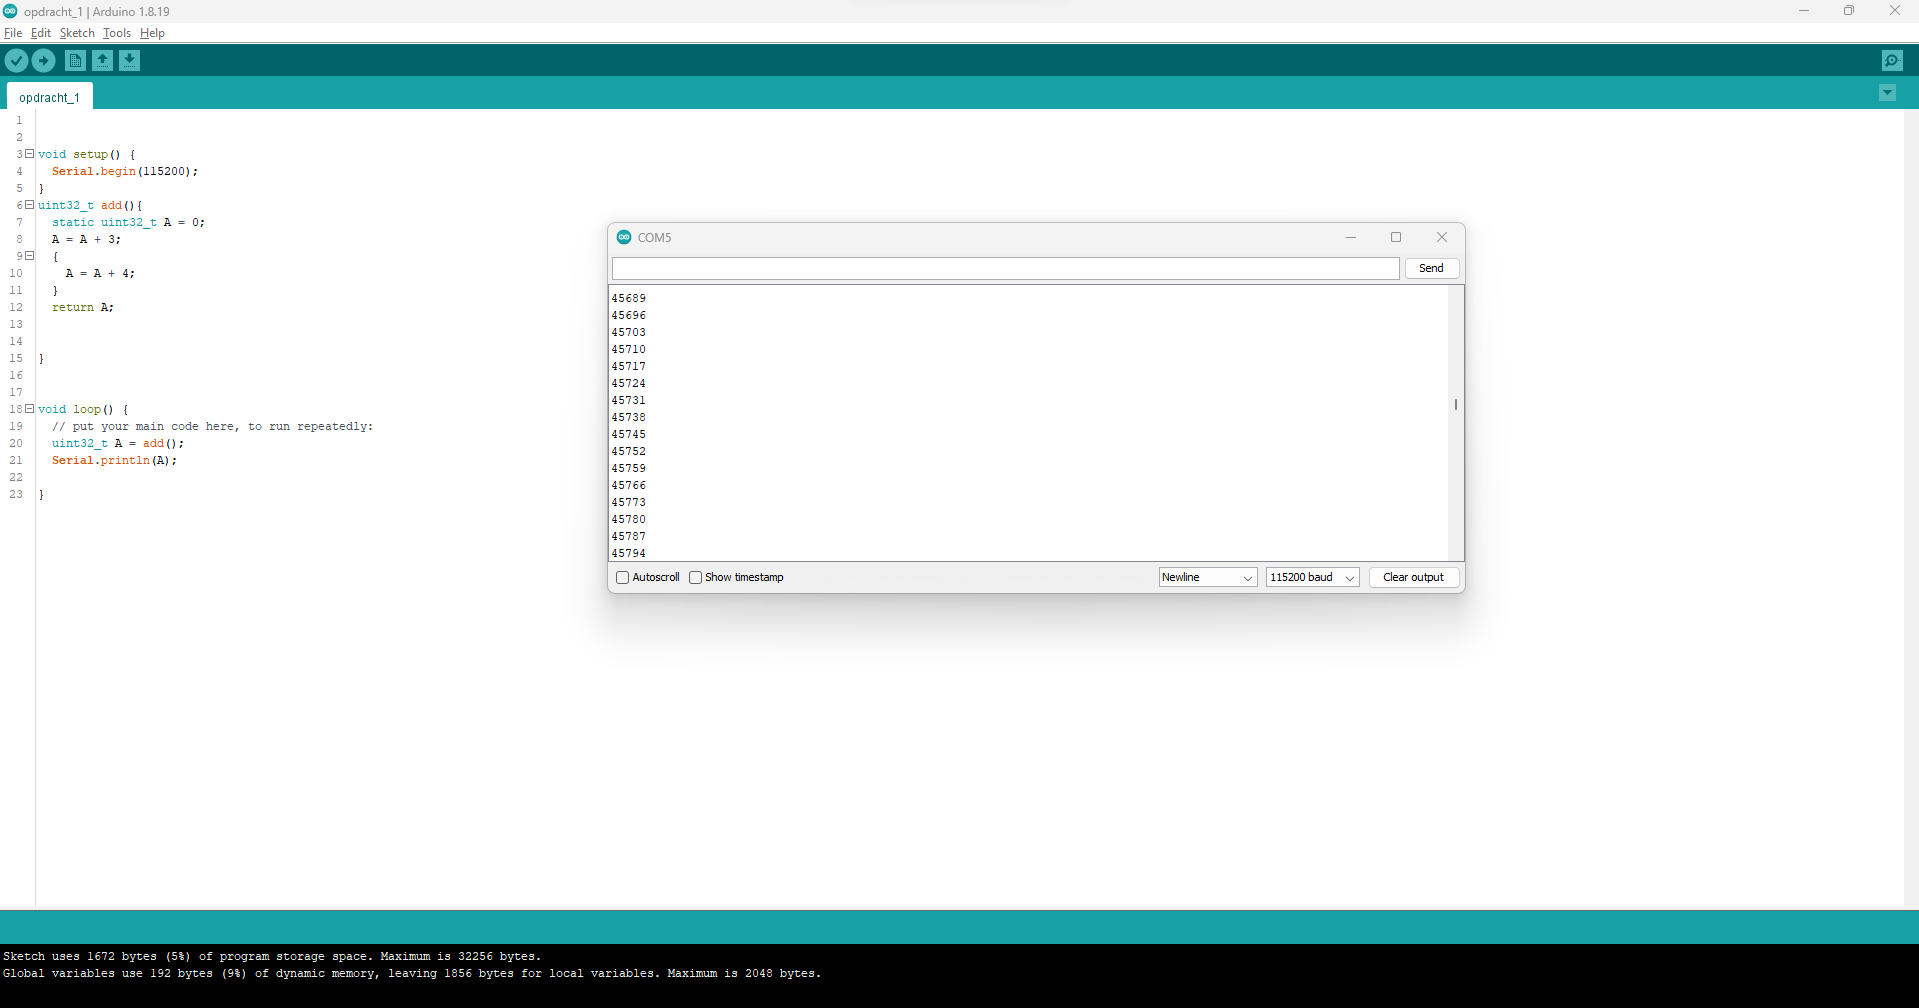 opdracht_1 | Arduino 1.8.19
File Edit Sketch Tools Help
opdracht_1
1
2
3 void setup() {
4 Serial.begin(115200);
5 }
6 uint32_t add(){
7 static uint32_t A = 0;
8 A = A + 3;
9 {
10 A = A + 4;
11 }
12 return A;
13
14
15 }
16
17
18 void loop() {
19 // put your main code here, to run repeatedly:
20 uint32_t A = add();
21 Serial.println(A);
22
23 }
COM5
Send
45689
45696
45703
45710
45717
45724
45731
45738
45745
45752
45759
45766
45773
45780
45787
45794
Autoscroll Show timestamp Newline 115200 baud Clear output
Sketch uses 1672 bytes (5%) of program storage space. Maximum is 32256 bytes.
Global variables use 192 bytes (9%) of dynamic memory, leaving 1856 bytes for local variables. Maximum is 2048 bytes.